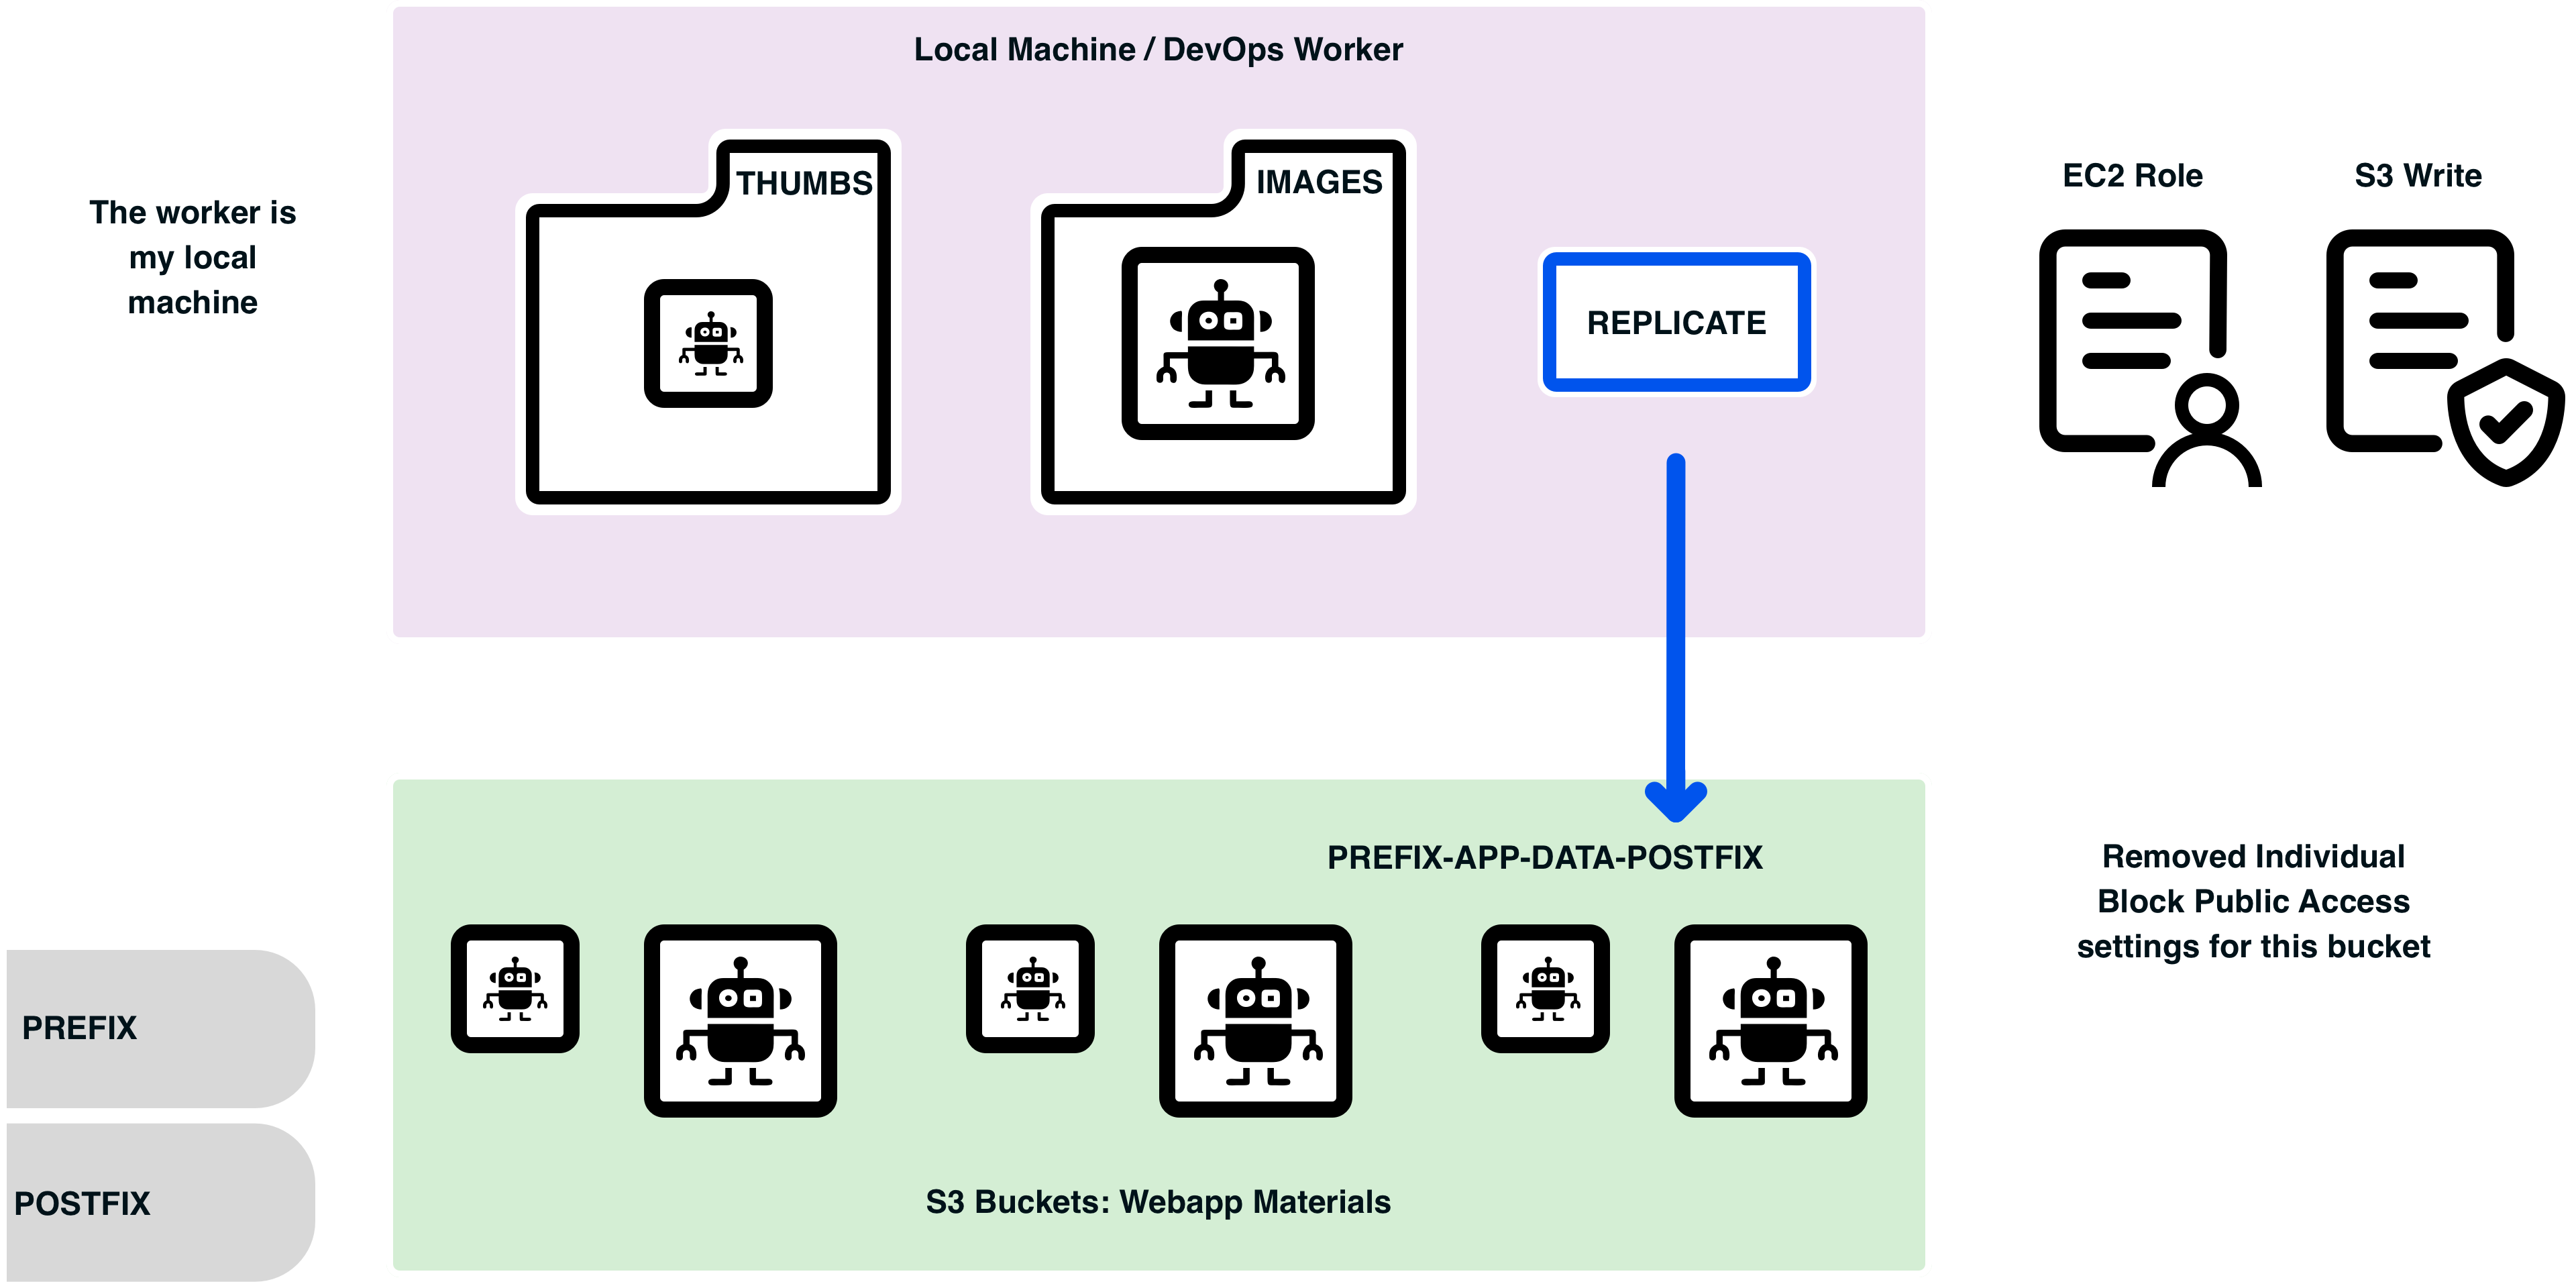 Local Machine / DevOps Worker
THUMBS
IMAGES
EC2 Role
S3 Write
The worker is
my local
machine
REPLICATE
PREFIX-APP-DATA-POSTFIX
Removed Individual
Block Public Access
settings for this bucket
PREFIX
POSTFIX
S3 Buckets: Webapp Materials